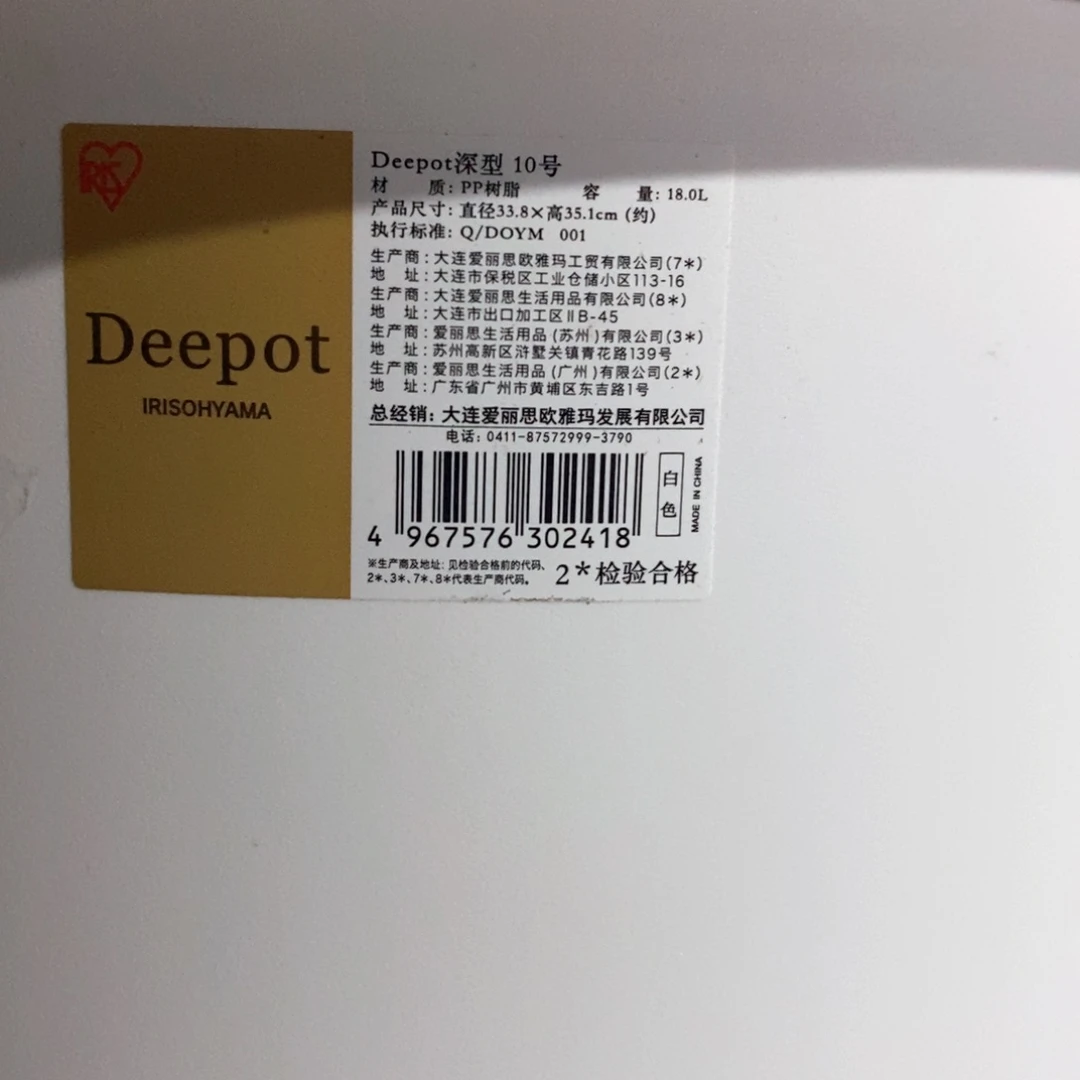 IRIS
Deepot
IRISOHYAMA
Deepot深型 10号
材 质: PP树脂 容 量: 18.0L
产品尺寸: 直径33.8×高35.1cm (约)
执行标准: Q/DOYM 001
生产商: 大连爱丽思欧雅玛工贸有限公司(7*)
地 址: 大连市保税区工业仓储小区113-16
生产商: 大连爱丽思生活用品有限公司(8*)
地 址: 大连市出口加工区ⅡB-45
生产商: 爱丽思生活用品(苏州)有限公司(3*)
地 址: 苏州高新区浒墅关镇青花路139号
生产商: 爱丽思生活用品(广州)有限公司(2*)
地 址: 广东省广州市黄埔区东吉路1号
总经销: 大连爱丽思欧雅玛发展有限公司
电话: 0411-87572999-3790
白色
MADE IN CHINA
4 967576 302418
※生产商及地址: 见检验合格前的代码、
2*、3*、7*、8*代表生产商代码。
2*检验合格